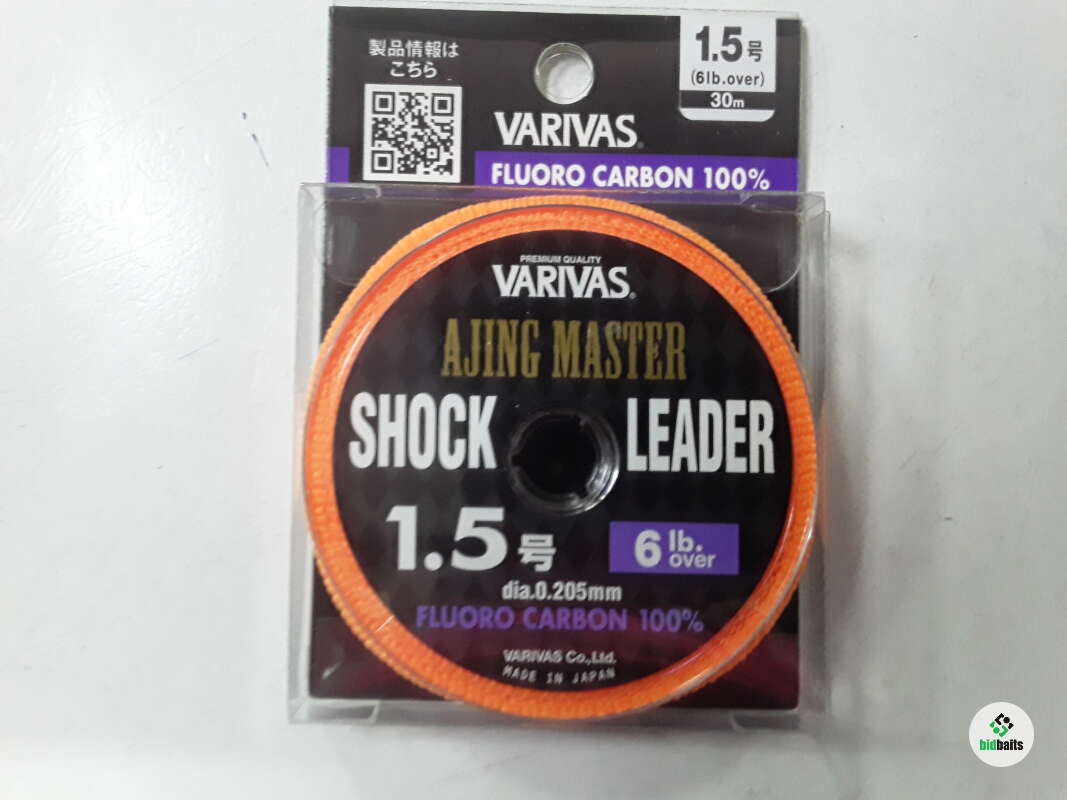 製品情報は
こちら
1.5号
(6lb.over)
30m
VARIVAS®
FLUORO CARBON 100%
PREMIUM QUALITY
VARIVAS®
AJING MASTER
SHOCK LEADER
1.5号
6 lb. over
dia.0.205mm
FLUORO CARBON 100%
VARIVAS Co.,Ltd.
MADE IN JAPAN
bidbaits